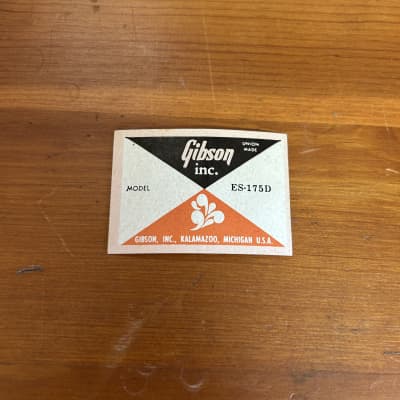 Gibson
inc.
UNION
MADE
MODEL ES-175D
GIBSON, INC., KALAMAZOO, MICHIGAN U.S.A.